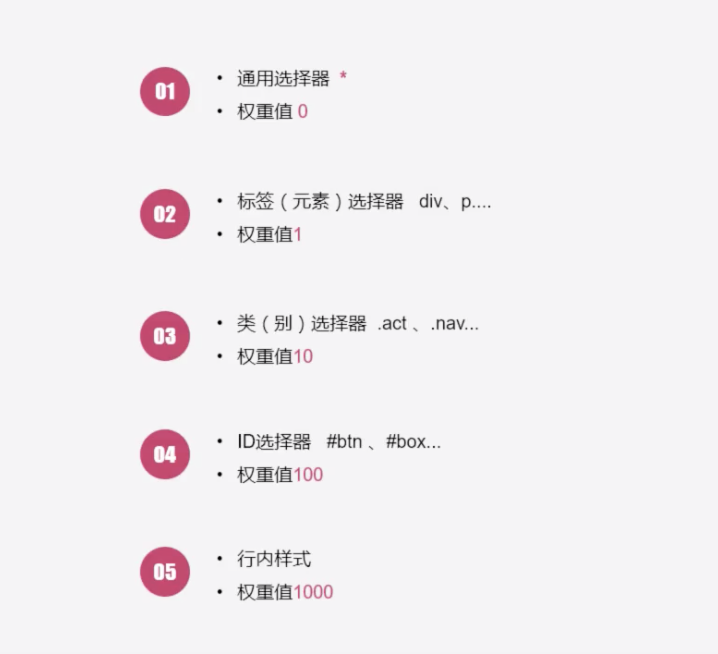 01
• 通用选择器 *
• 权重值 0
02
• 标签（元素）选择器 div、p....
• 权重值1
03
• 类（别）选择器 .act 、.nav...
• 权重值10
04
• ID选择器 #btn 、#box...
• 权重值100
05
• 行内样式
• 权重值1000